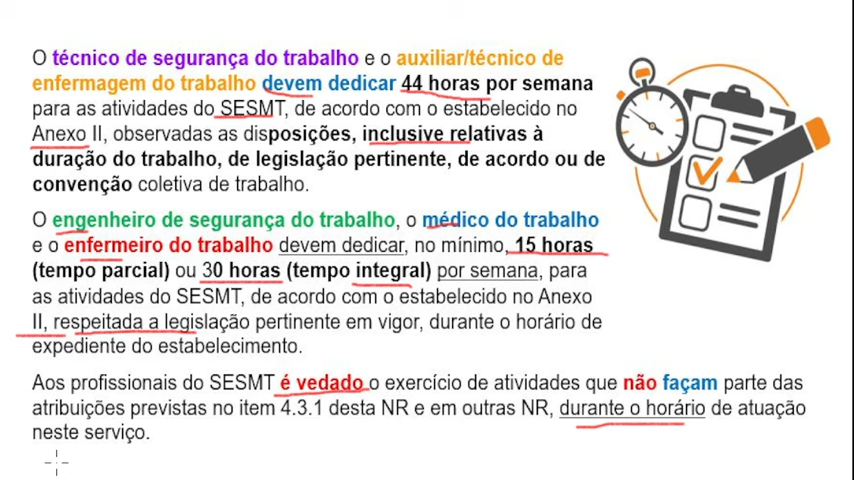 O técnico de segurança do trabalho e o auxiliar/técnico de
enfermagem do trabalho devem dedicar 44 horas por semana
para as atividades do SESMT, de acordo com o estabelecido no
Anexo II, observadas as disposições, inclusive relativas à
duração do trabalho, de legislação pertinente, de acordo ou de
convenção coletiva de trabalho.
O engenheiro de segurança do trabalho, o médico do trabalho
e o enfermeiro do trabalho devem dedicar, no mínimo, 15 horas
(tempo parcial) ou 30 horas (tempo integral) por semana, para
as atividades do SESMT, de acordo com o estabelecido no Anexo
II, respeitada a legislação pertinente em vigor, durante o horário de
expediente do estabelecimento.
Aos profissionais do SESMT é vedado o exercício de atividades que não façam parte das
atribuições previstas no item 4.3.1 desta NR e em outras NR, durante o horário de atuação
neste serviço.